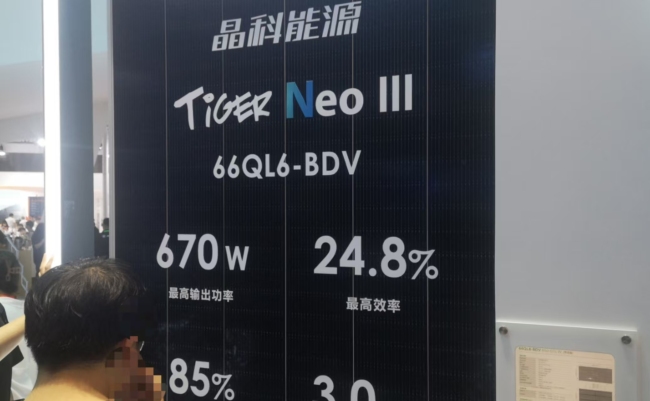 晶科能源
TiGER Neo III
66QL6-BDV
670 W
24.8%
最高输出功率
最高效率
85%
3.0